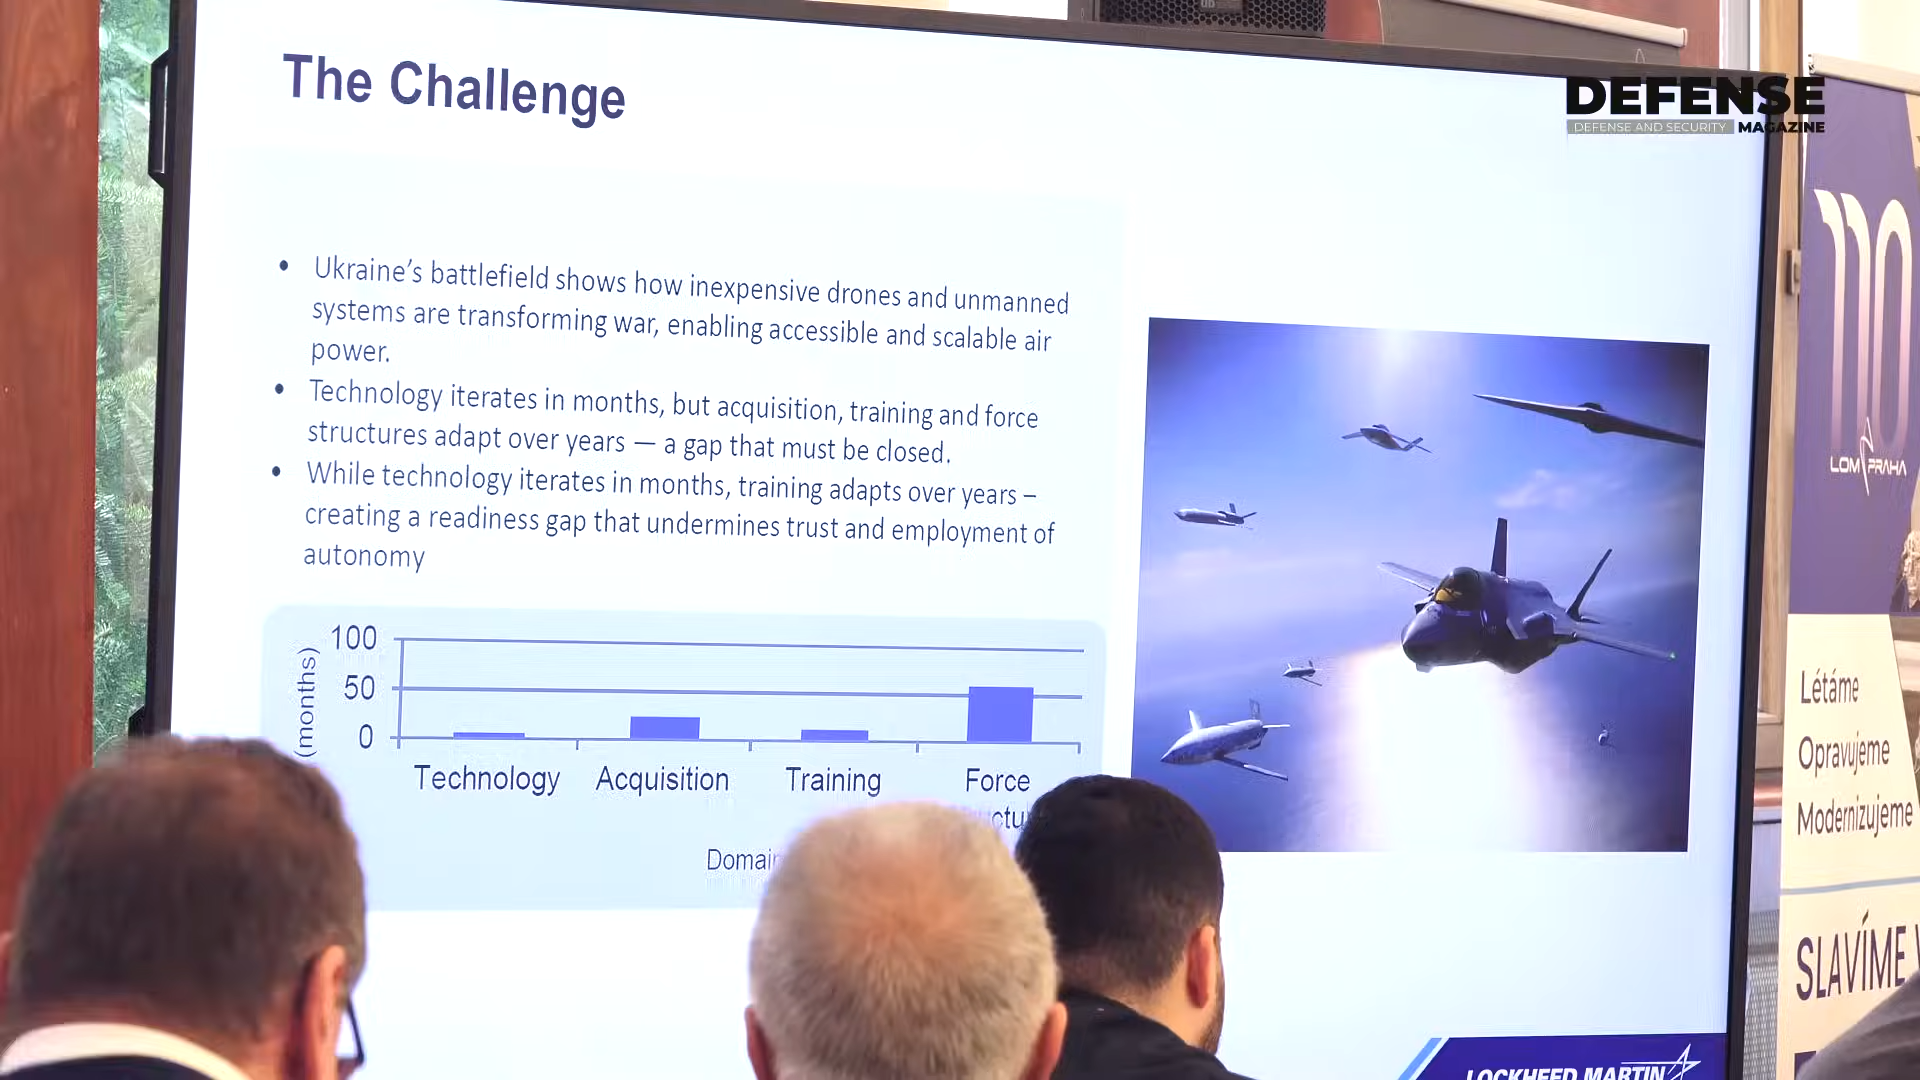 The Challenge
DEFENSE
DEFENSE AND SECURITY MAGAZINE
• Ukraine’s battlefield shows how inexpensive drones and unmanned
systems are transforming war, enabling accessible and scalable air
power.
• Technology iterates in months, but acquisition, training and force
structures adapt over years — a gap that must be closed.
• While technology iterates in months, training adapts over years –
creating a readiness gap that undermines trust and employment of
autonomy
(months)
100
50
0
Technology Acquisition Training Force
LOCKHEED MARTIN
110
LOM PRAHA
Létáme
Opravujeme
Modernizujeme
SLAVÍME